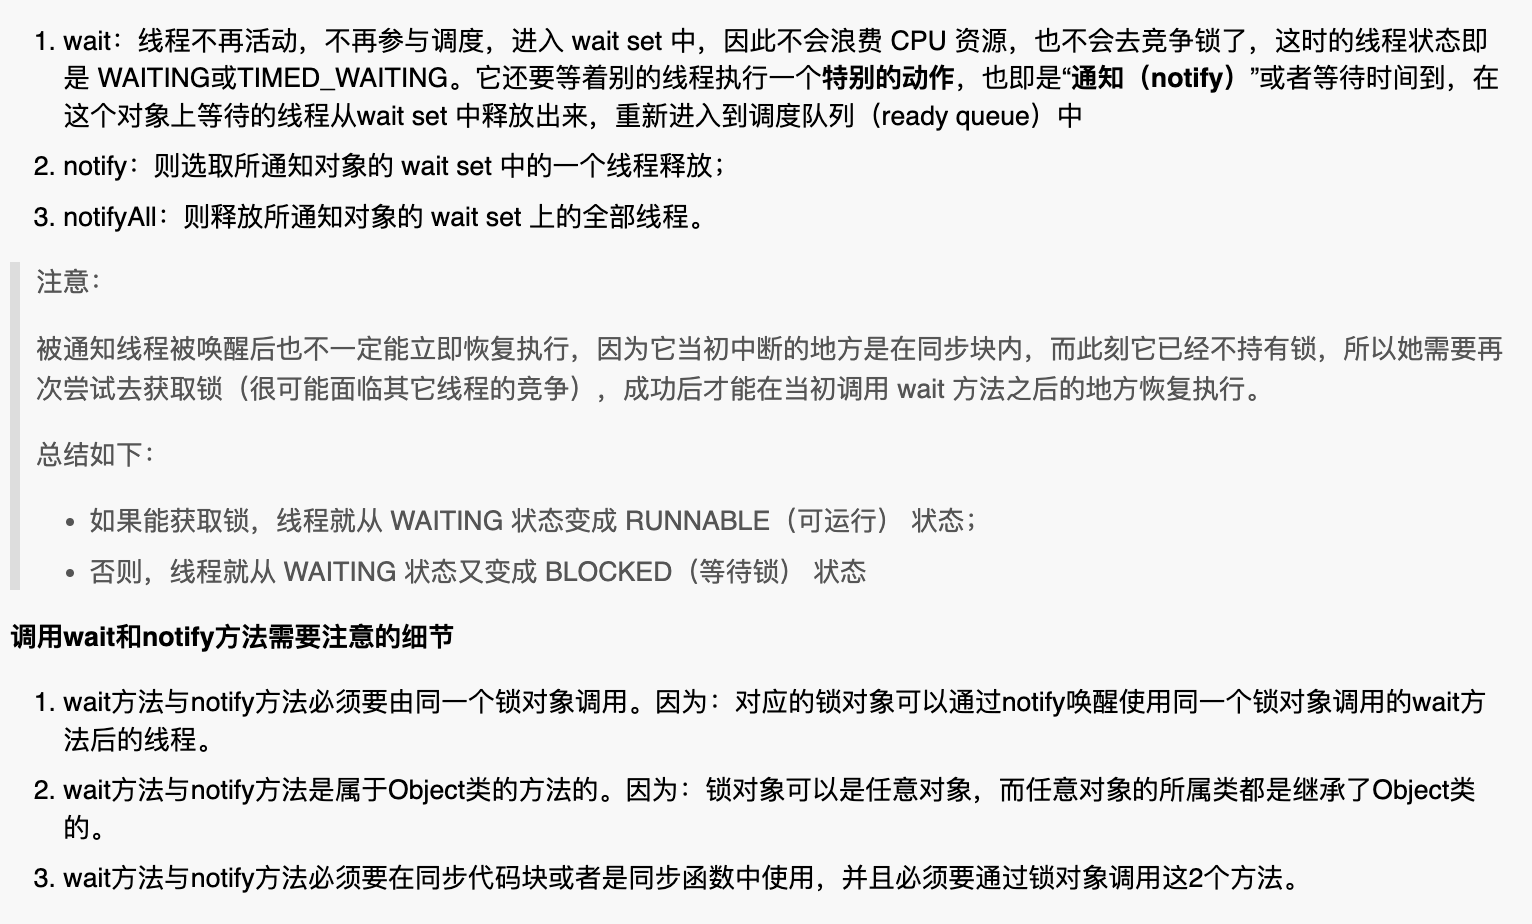 1. wait：线程不再活动，不再参与调度，进入 wait set 中，因此不会浪费 CPU 资源，也不会去竞争锁了，这时的线程状态即
是 WAITING或TIMED_WAITING。它还要等着别的线程执行一个特别的动作，也即是“通知（notify）”或者等待时间到，在
这个对象上等待的线程从wait set 中释放出来，重新进入到调度队列（ready queue）中
2. notify：则选取所通知对象的 wait set 中的一个线程释放；
3. notifyAll：则释放所通知对象的 wait set 上的全部线程。
注意：
被通知线程被唤醒后也不一定能立即恢复执行，因为它当初中断的地方是在同步块内，而此刻它已经不持有锁，所以她需要再
次尝试去获取锁（很可能面临其它线程的竞争），成功后才能在当初调用 wait 方法之后的地方恢复执行。
总结如下：
• 如果能获取锁，线程就从 WAITING 状态变成 RUNNABLE（可运行） 状态；
• 否则，线程就从 WAITING 状态又变成 BLOCKED（等待锁） 状态
调用wait和notify方法需要注意的细节
1. wait方法与notify方法必须要由同一个锁对象调用。因为：对应的锁对象可以通过notify唤醒使用同一个锁对象调用的wait方
法后的线程。
2. wait方法与notify方法是属于Object类的方法的。因为：锁对象可以是任意对象，而任意对象的所属类都是继承了Object类
的。
3. wait方法与notify方法必须要在同步代码块或者是同步函数中使用，并且必须要通过锁对象调用这2个方法。